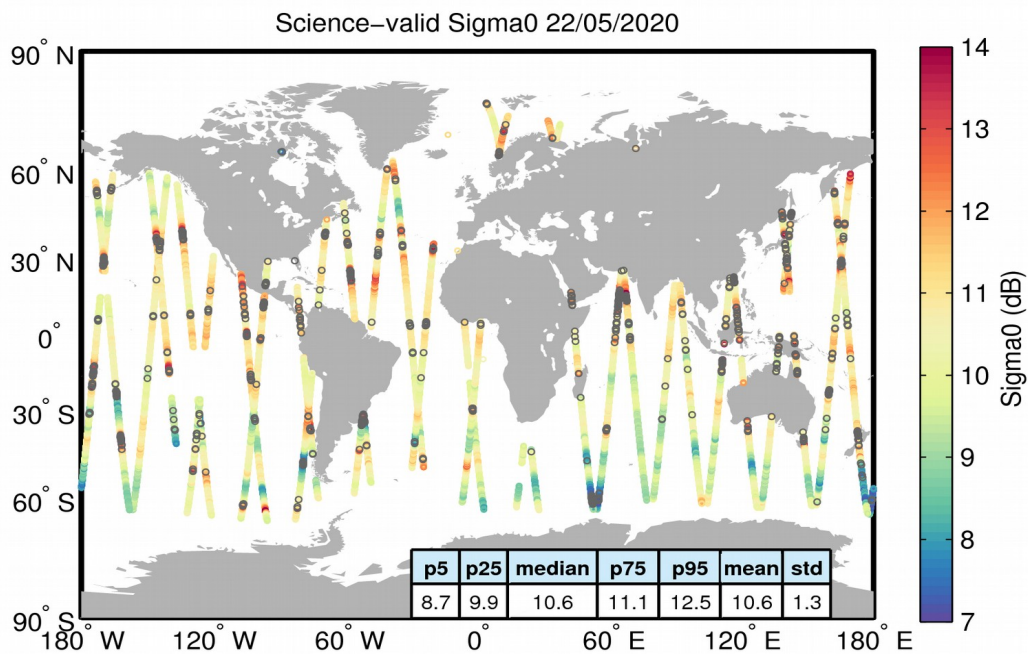 Science−valid Sigma0 22/05/2020
90° N
60° N
30° N
0°
30° S
60° S
90° S
180° W
120° W
60° W
0°
60° E
120° E
180° E
p5 p25 median p75 p95 mean std
8.7 9.9 10.6 11.1 12.5 10.6 1.3
14
13
12
11
10
9
8
7
Sigma0 (dB)